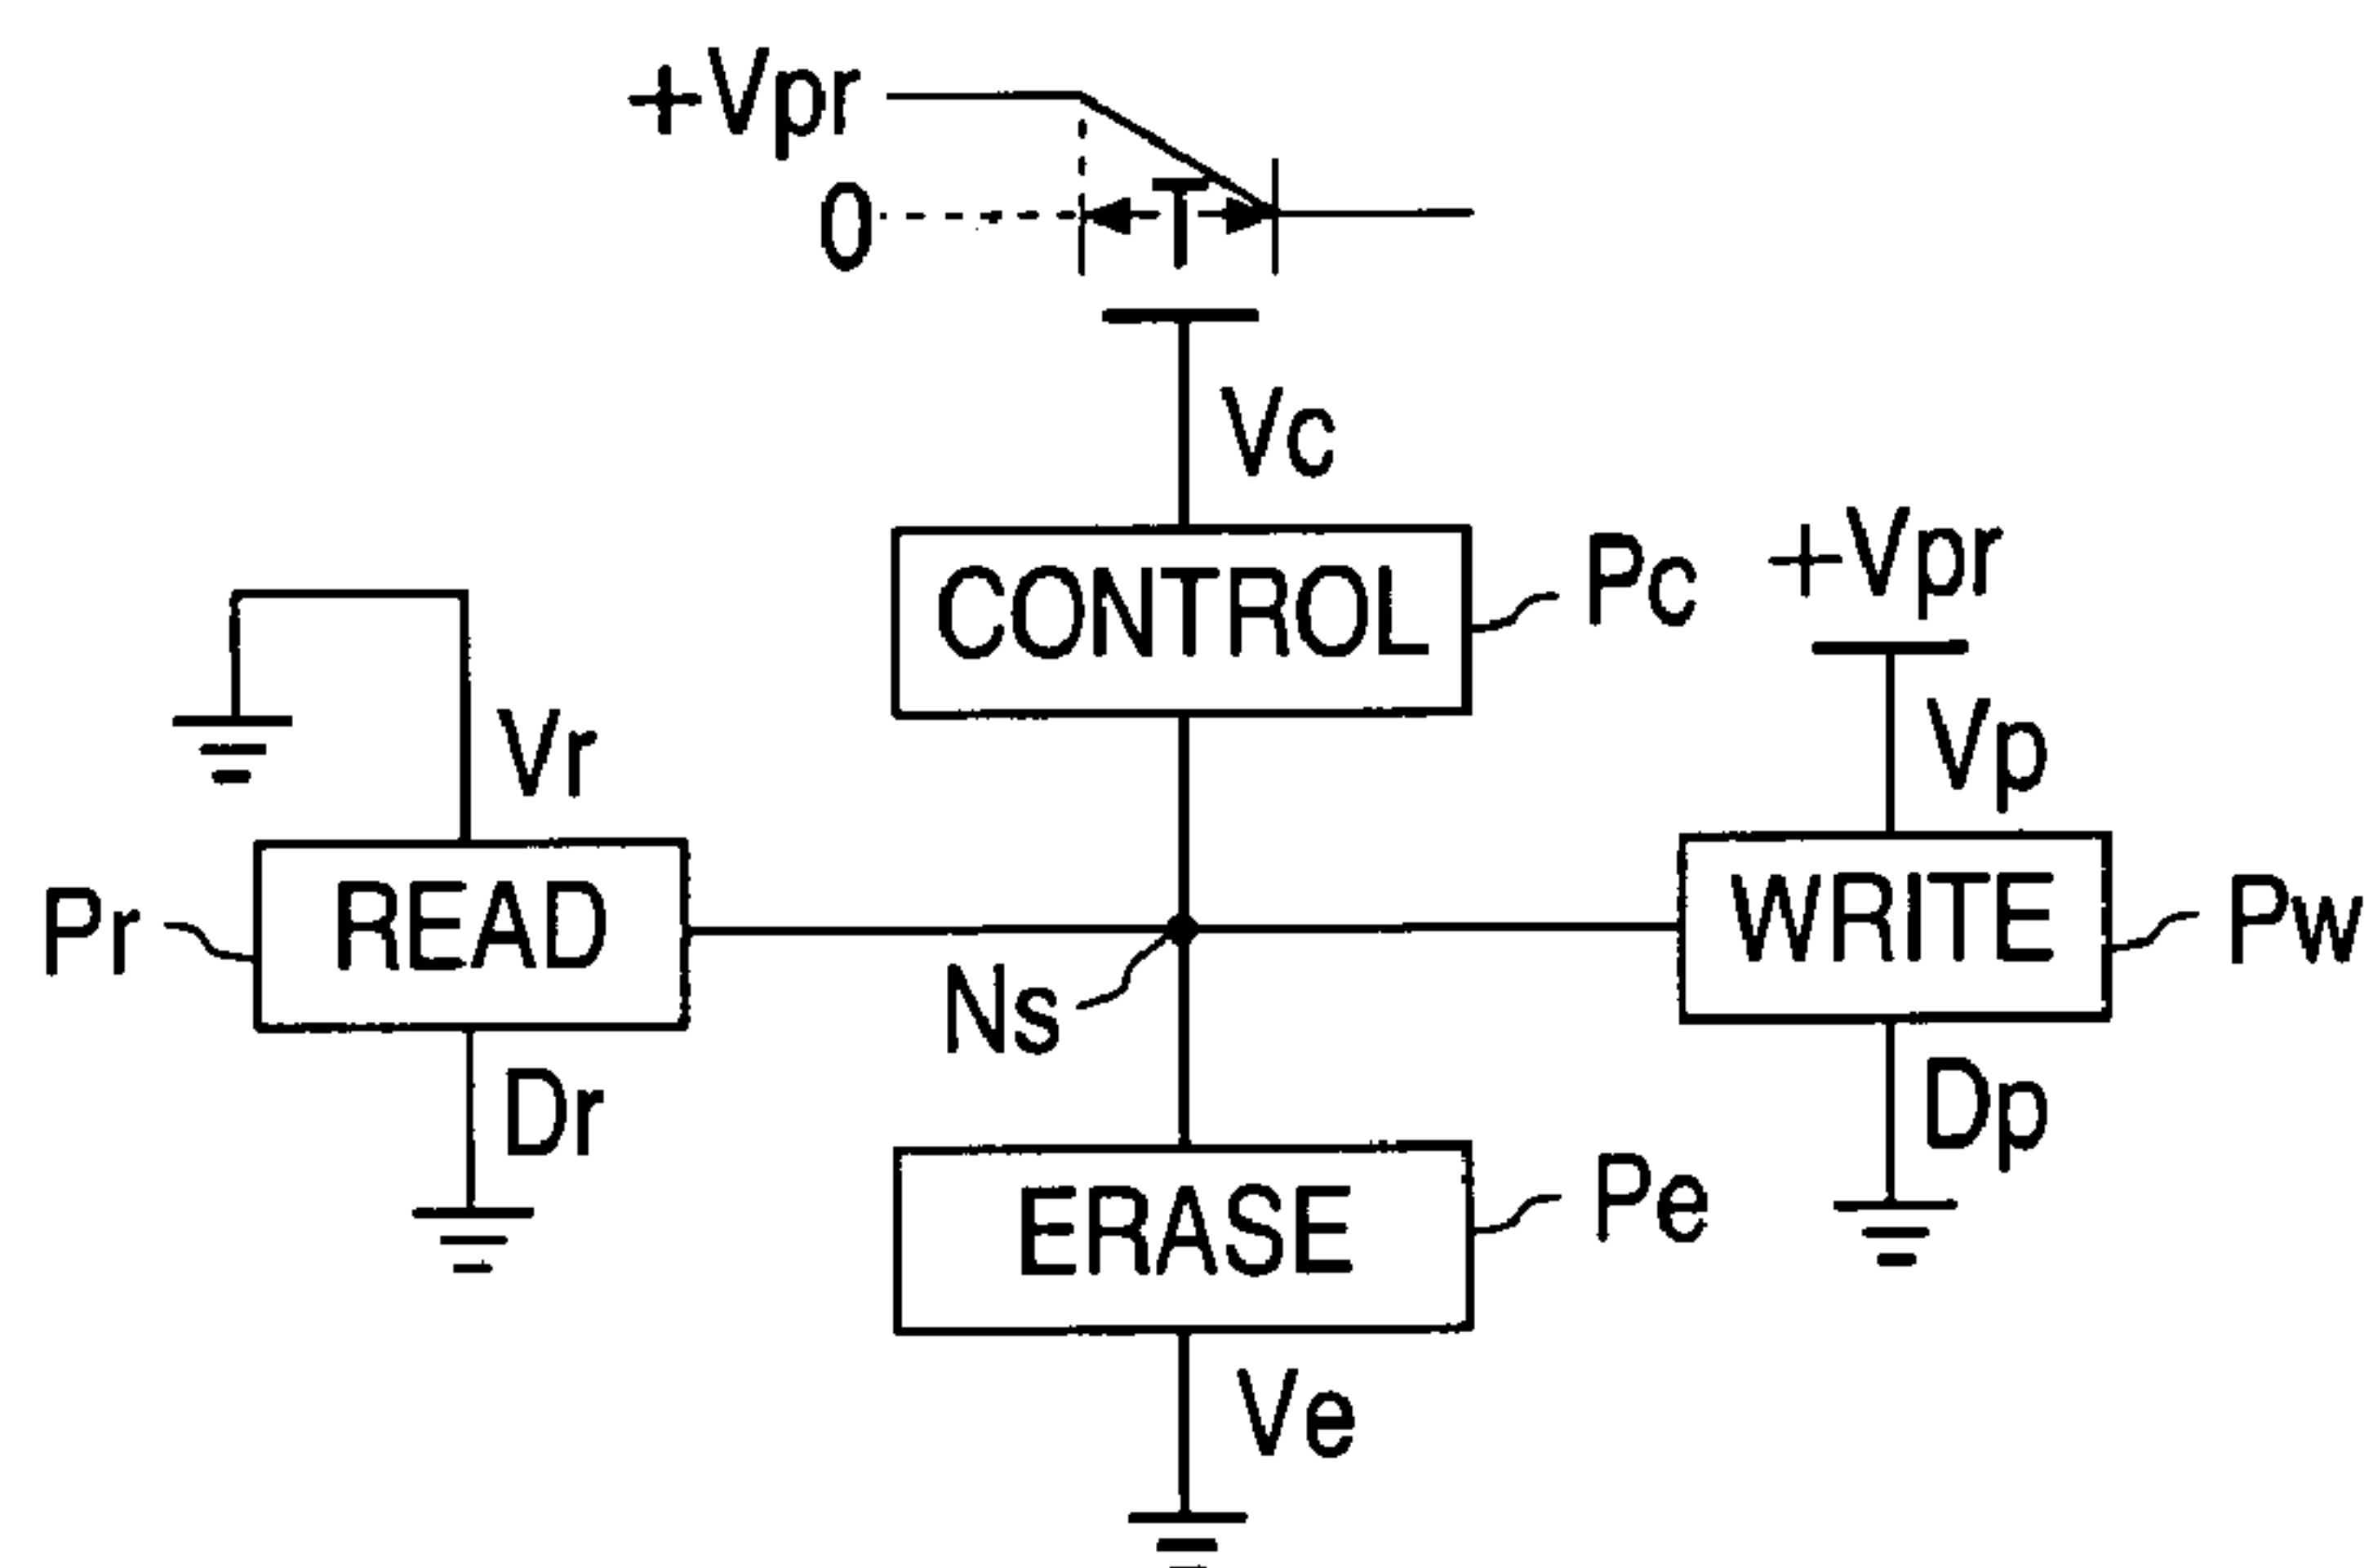 +Vpr
0
T
Vc
CONTROL
Pc
+Vpr
Vr
Vp
Pr
READ
Ns
WRITE
Pw
Dr
Dp
ERASE
Pe
Ve